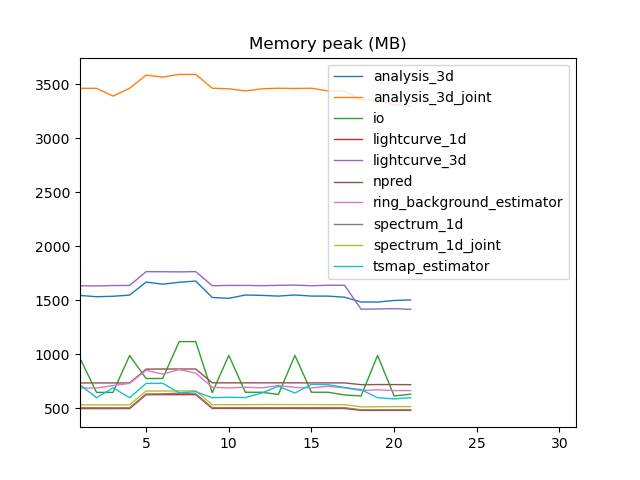 Memory peak (MB)
3500
3000
2500
2000
1500
1000
500
5
10
15
20
25
30
analysis_3d
analysis_3d_joint
io
lightcurve_1d
lightcurve_3d
npred
ring_background_estimator
spectrum_1d
spectrum_1d_joint
tsmap_estimator